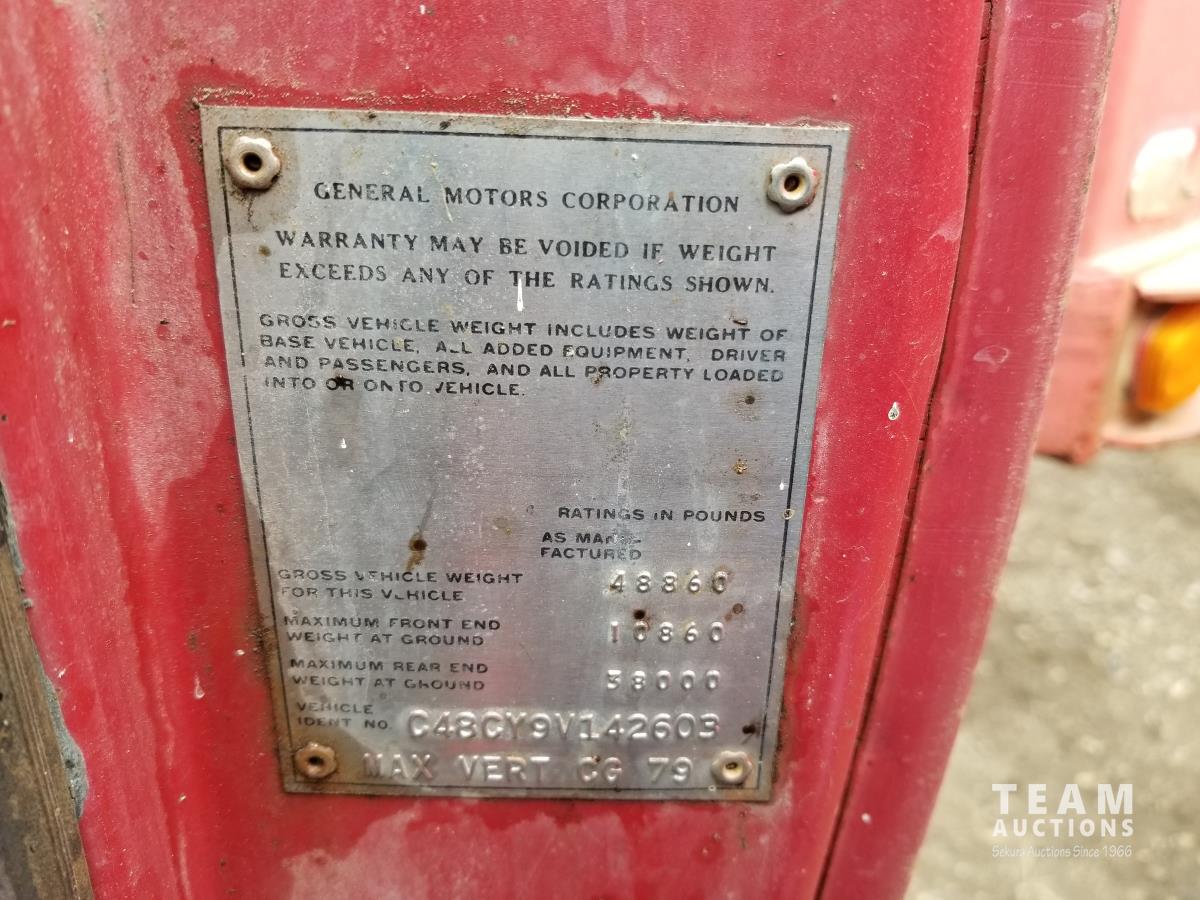 GENERAL MOTORS CORPORATION
WARRANTY MAY BE VOIDED IF WEIGHT
EXCEEDS ANY OF THE RATINGS SHOWN.
GROSS VEHICLE WEIGHT INCLUDES WEIGHT OF
BASE VEHICLE, ALL ADDED EQUIPMENT, DRIVER
AND PASSENGERS, AND ALL PROPERTY LOADED
INTO OR ONTO VEHICLE.
RATINGS IN POUNDS
AS MANU-
FACTURED
GROSS VEHICLE WEIGHT
FOR THIS VEHICLE 48860
MAXIMUM FRONT END
WEIGHT AT GROUND 10860
MAXIMUM REAR END
WEIGHT AT GROUND 38000
VEHICLE
IDENT NO. C48CY9V142603
MAX VERT CG 79
TEAM
AUCTIONS
Sekura Auctions Since 1966